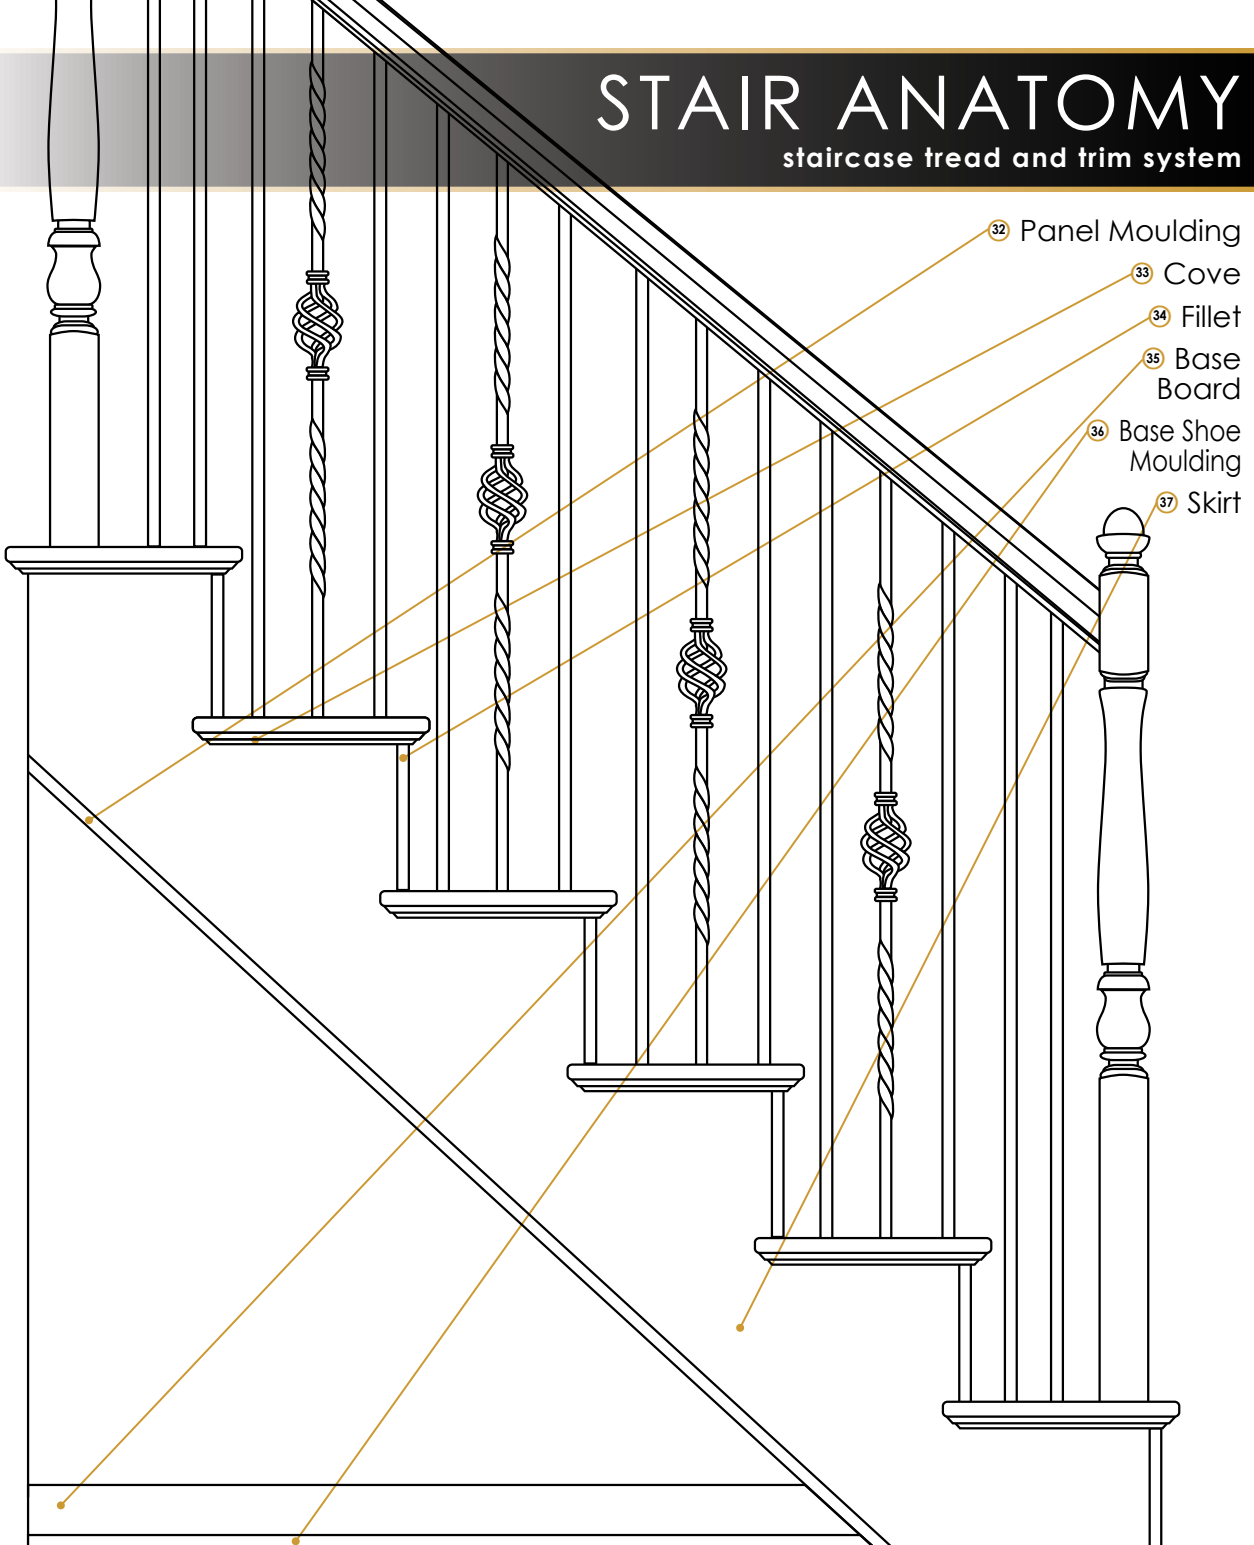 STAIR ANATOMY
staircase tread and trim system
32 Panel Moulding
33 Cove
34 Fillet
35 Base
Board
36 Base Shoe
Moulding
37 Skirt